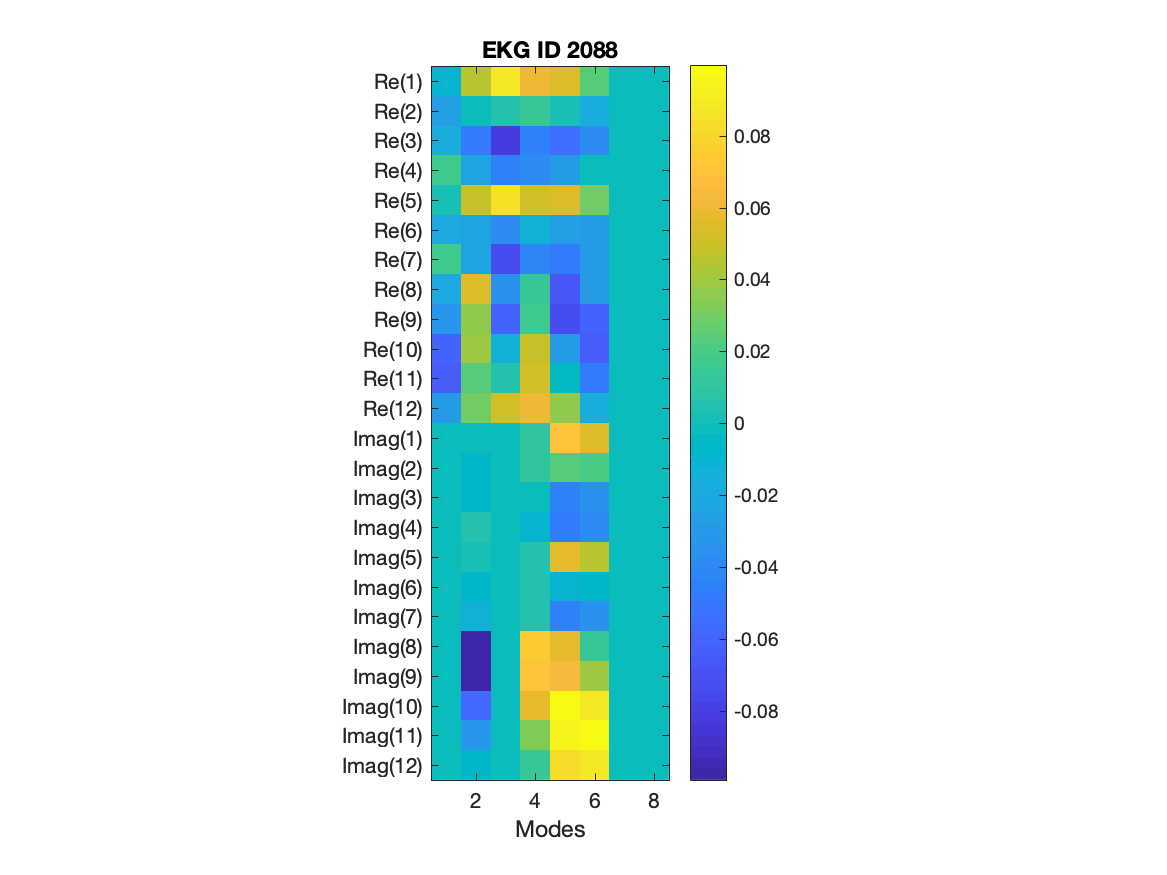 EKG ID 2088
Re(1)
Re(2)
Re(3)
Re(4)
Re(5)
Re(6)
Re(7)
Re(8)
Re(9)
Re(10)
Re(11)
Re(12)
Imag(1)
Imag(2)
Imag(3)
Imag(4)
Imag(5)
Imag(6)
Imag(7)
Imag(8)
Imag(9)
Imag(10)
Imag(11)
Imag(12)
2 4 6 8
Modes
0.08
0.06
0.04
0.02
0
-0.02
-0.04
-0.06
-0.08